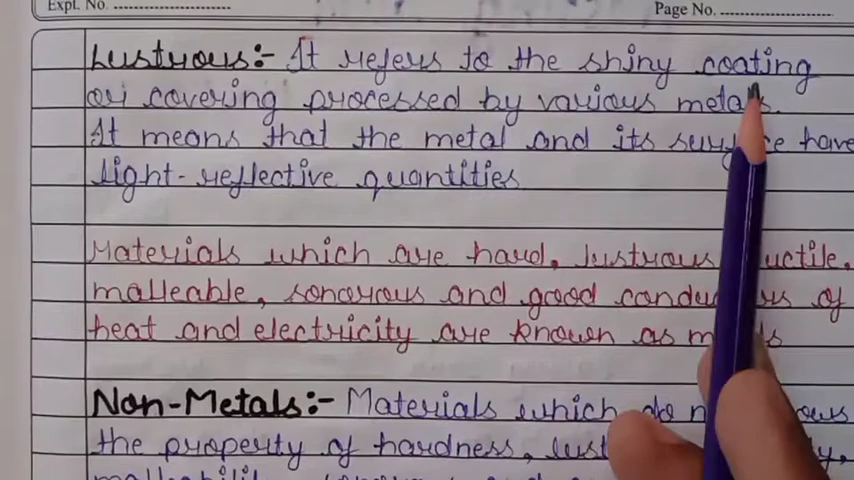 Expt. No.
Page No.
Lustrous:- It refers to the shiny coating
or covering processed by various metals.
It means that the metal and its have
light-reflective quantities
Materials which are hard, lustrous
malleable, sonorous and good of
heat and electricity are known as
Non-Metals:- Materials which do
the property of hardness,